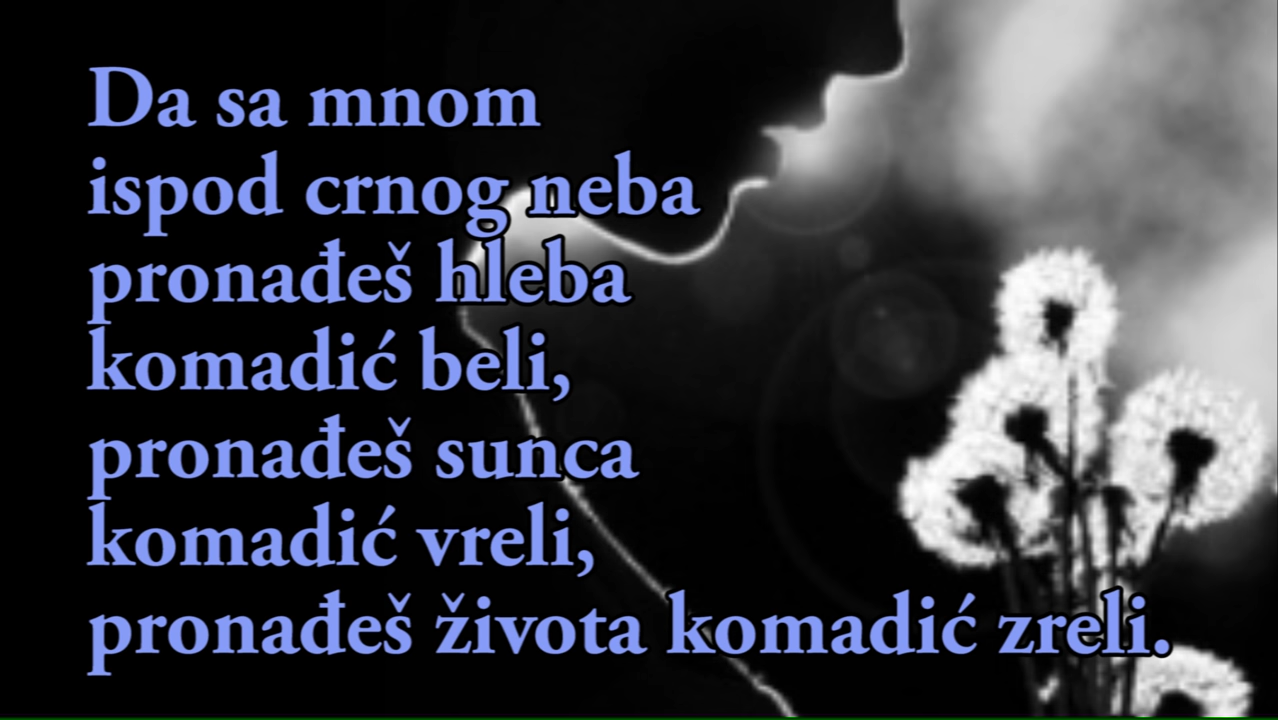 Da sa mnom
ispod crnog neba
pronađeš hleba
komadić beli,
pronađeš sunca
komadić vreli,
pronađeš života komadić zreli.